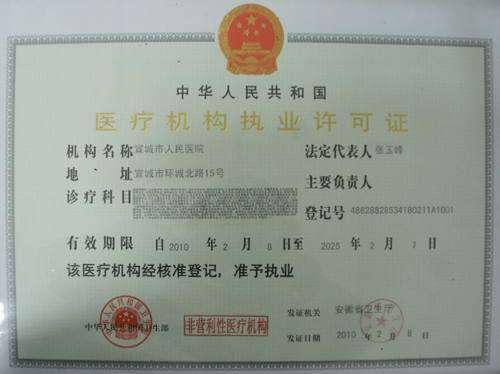 中华人民共和国
医疗机构执业许可证
机构名称 宣城市人民医院
法定代表人 张玉峰
地址 宣城市环城北路15号
主要负责人
诊疗科目
登记号 48828828534180211A1001
有效期限 自 2010 年 2 月 8 日至 2025 年 2 月 7 日
该医疗机构经核准登记，准予执业
中华人民共和国卫生部
非营利性医疗机构
发证机关 安徽省卫生厅
发证日期 2010 年 2 月 8 日